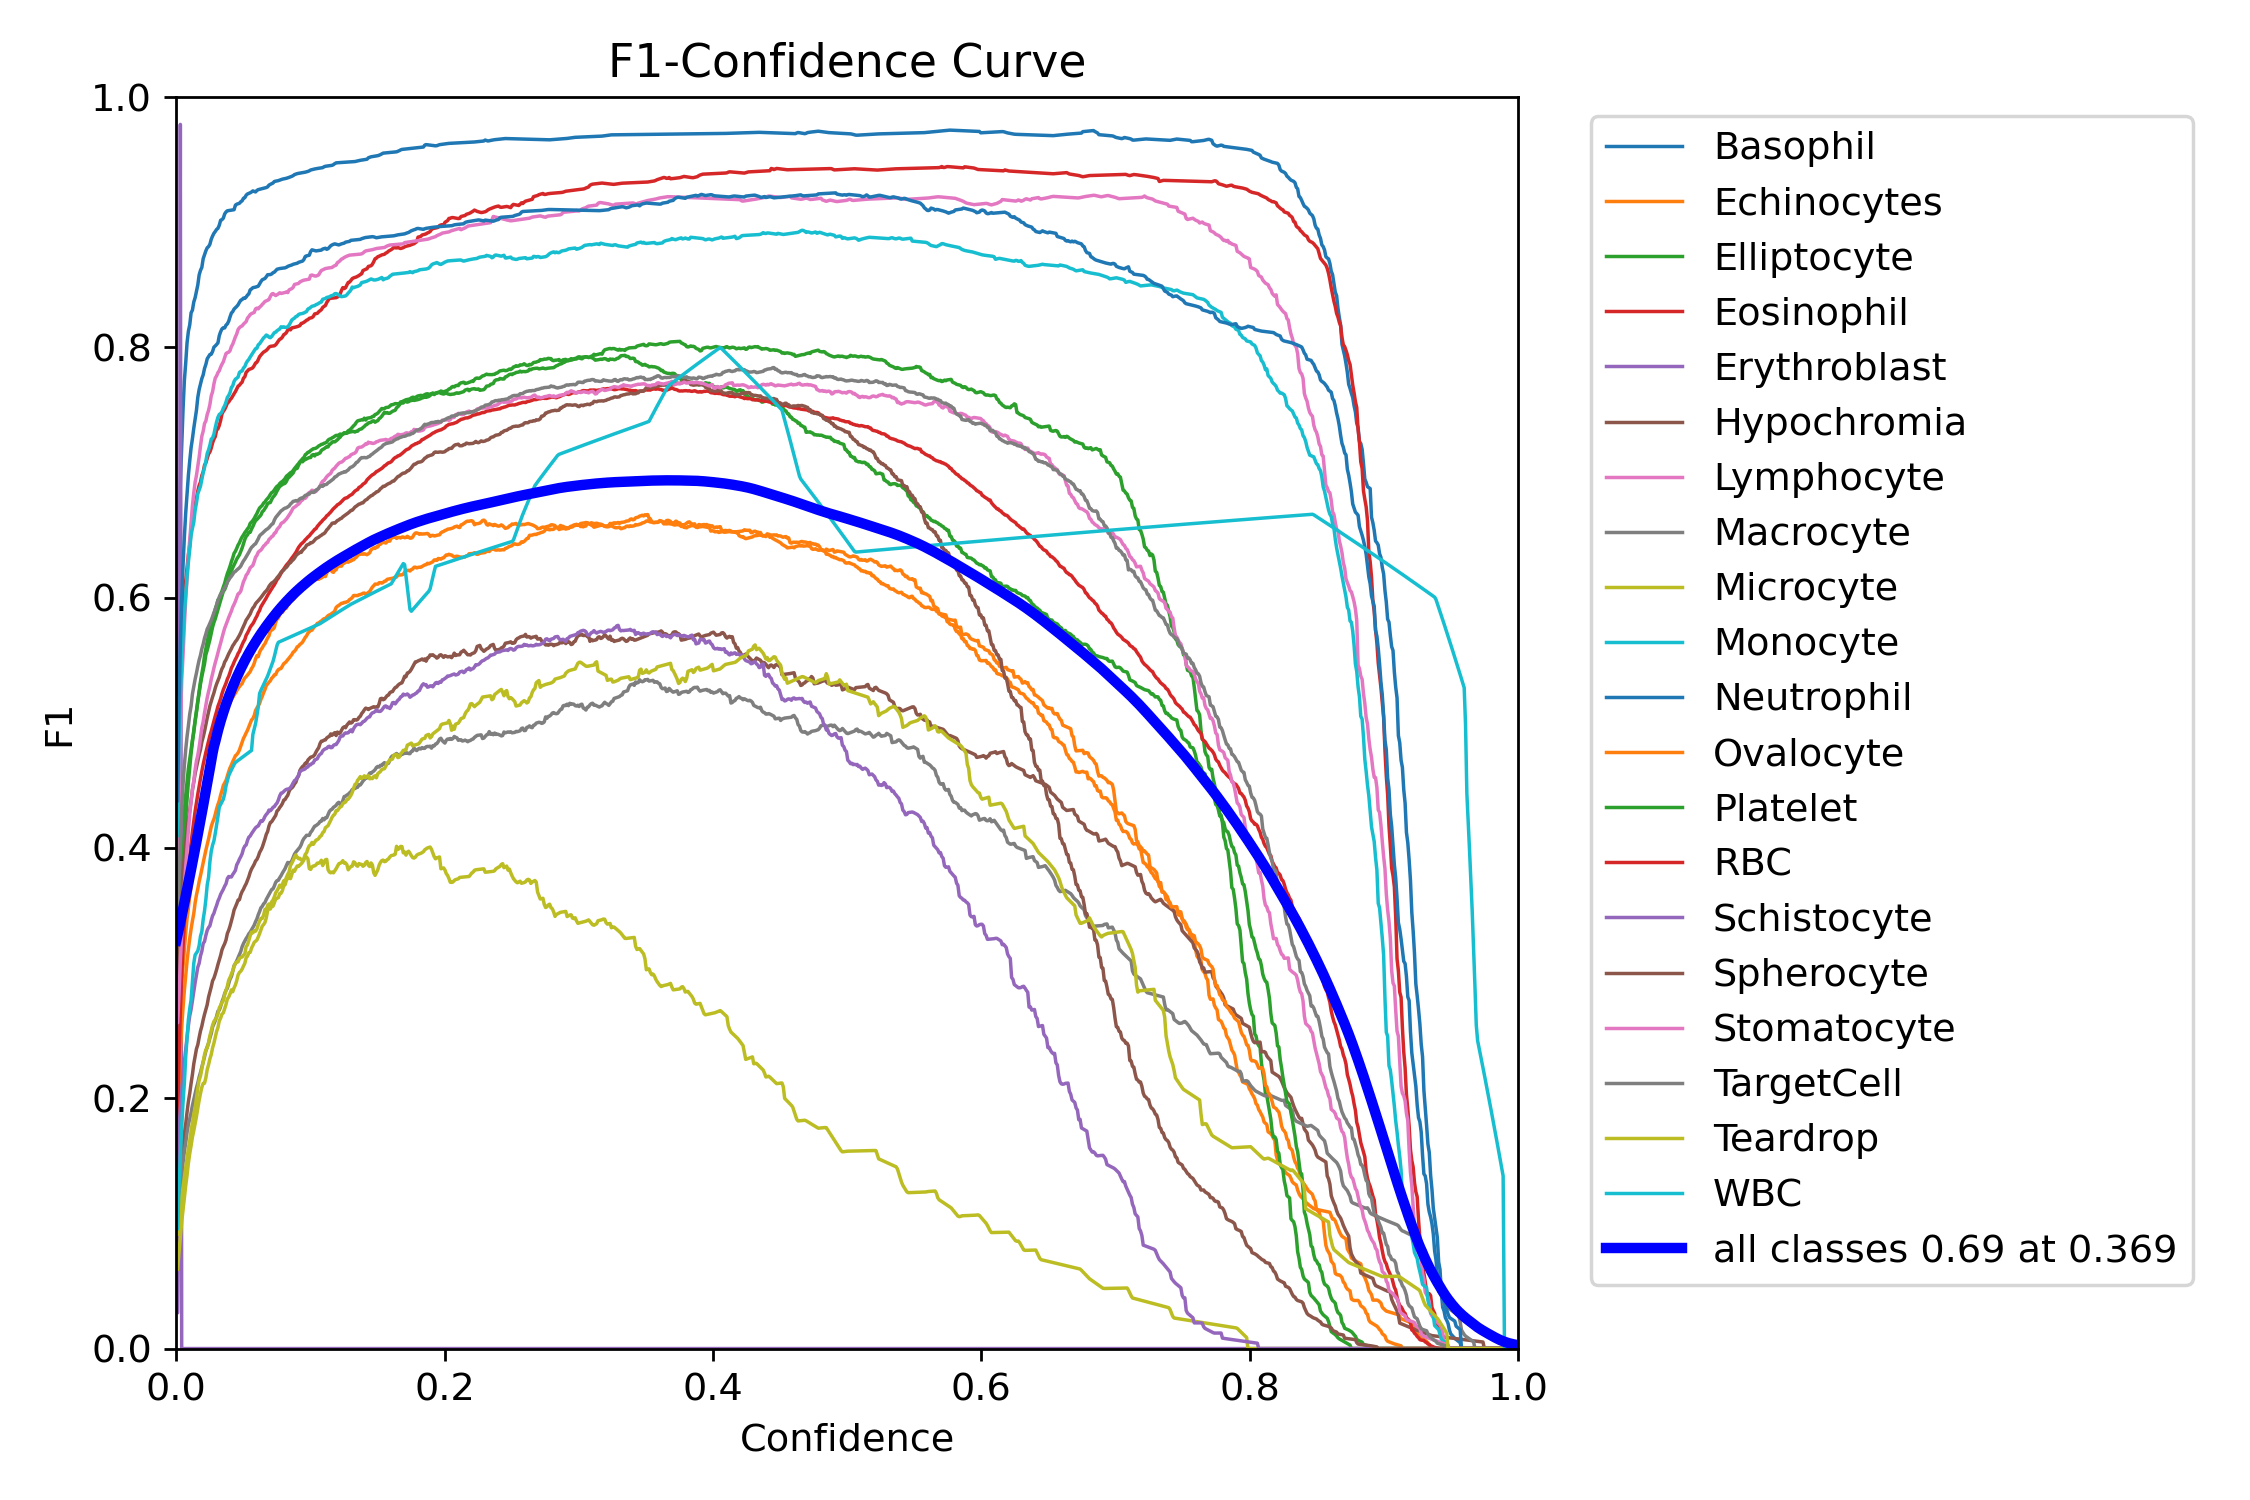 F1-Confidence Curve
1.0
0.8
0.6
0.4
0.2
0.0
F1
0.0 0.2 0.4 0.6 0.8 1.0
Confidence
Basophil
Echinocytes
Elliptocyte
Eosinophil
Erythroblast
Hypochromia
Lymphocyte
Macrocyte
Microcyte
Monocyte
Neutrophil
Ovalocyte
Platelet
RBC
Schistocyte
Spherocyte
Stomatocyte
TargetCell
Teardrop
WBC
all classes 0.69 at 0.369